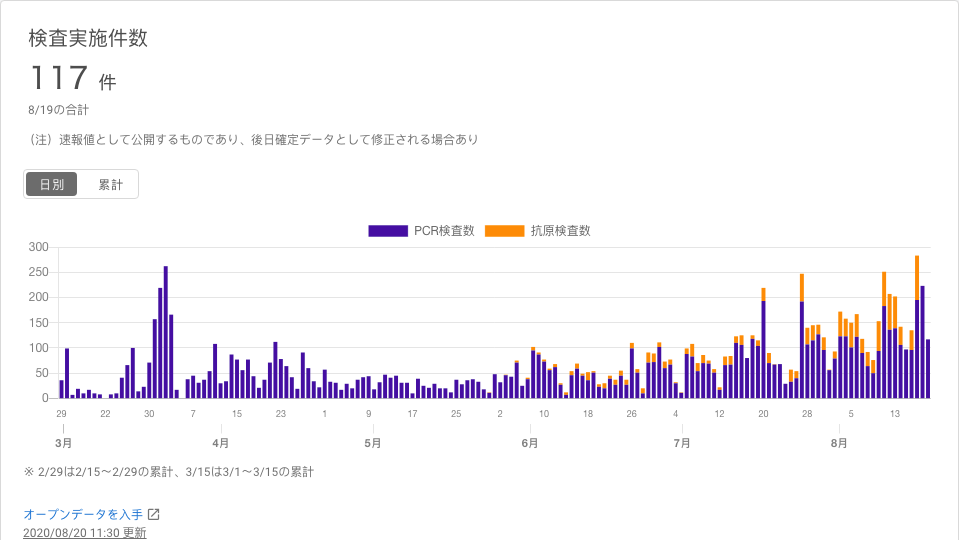 検査実施件数
117 件
8/19の合計
（注）速報値として公開するものであり、後日確定データとして修正される場合あり
日別 累計
PCR検査数 抗原検査数
300
250
200
150
100
50
0
29 22 30 7 15 23 1 9 17 25 2 10 18 26 4 12 20 28 5 13
3月 4月 5月 6月 7月 8月
※ 2/29は2/15～2/29の累計、3/15は3/1～3/15の累計
オープンデータを入手
2020/08/20 11:30 更新